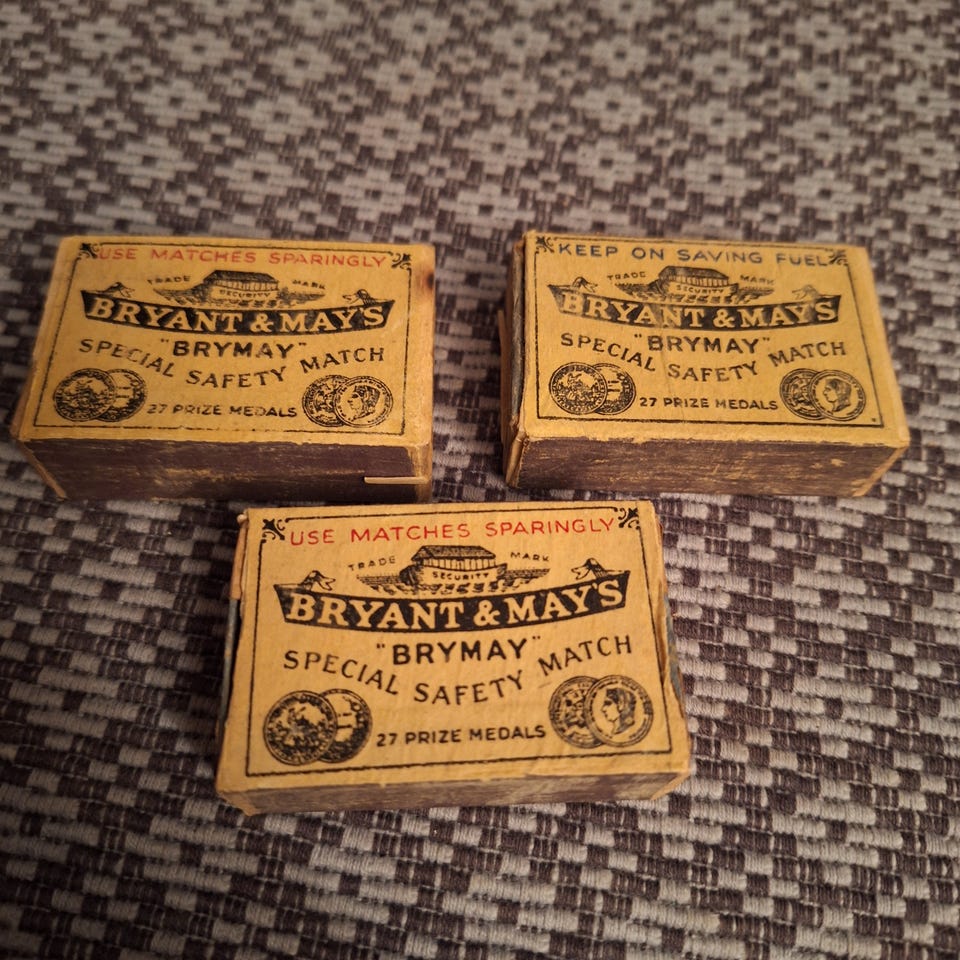 USE MATCHES SPARINGLY
TRADE MARK
SECURITY
BRYANT & MAY'S
"BRYMAY"
SPECIAL SAFETY MATCH
27 PRIZE MEDALS
KEEP ON SAVING FUEL
TRADE MARK
SECURITY
BRYANT & MAY'S
"BRYMAY"
SPECIAL SAFETY MATCH
27 PRIZE MEDALS
USE MATCHES SPARINGLY
TRADE MARK
SECURITY
BRYANT & MAY'S
"BRYMAY"
SPECIAL SAFETY MATCH
27 PRIZE MEDALS